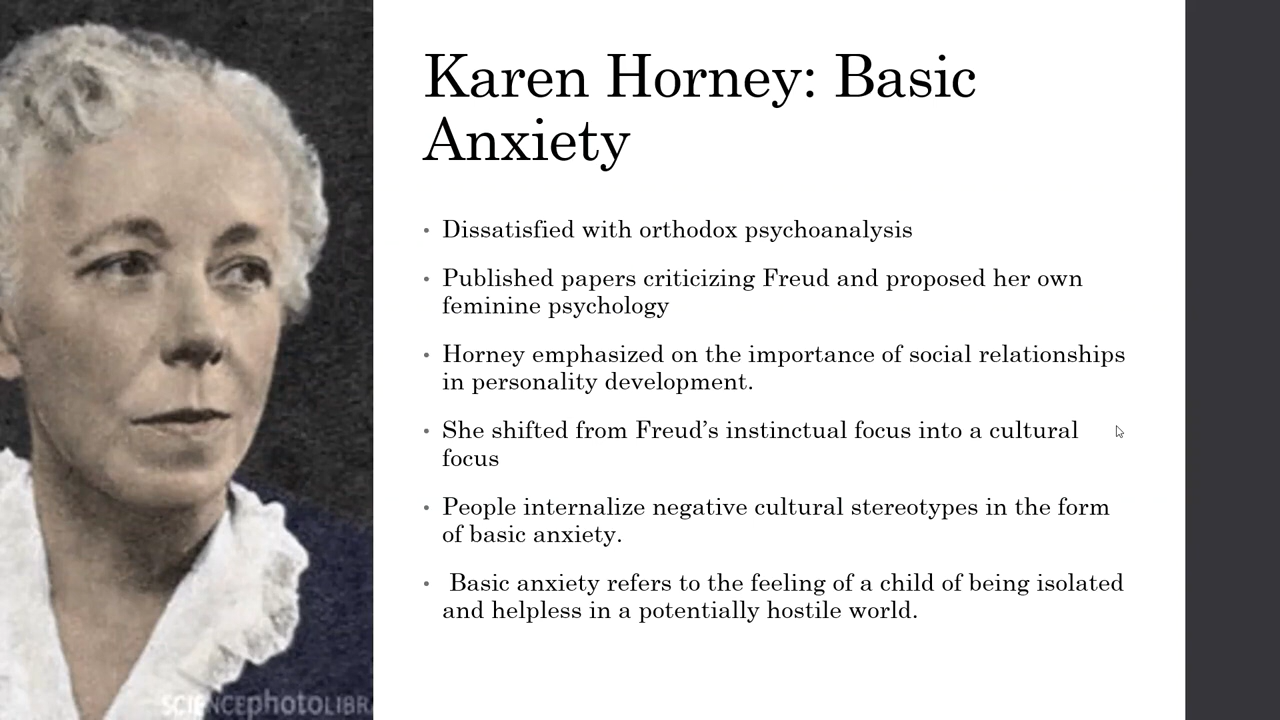 Karen Horney: Basic
Anxiety
• Dissatisfied with orthodox psychoanalysis
• Published papers criticizing Freud and proposed her own
feminine psychology
• Horney emphasized on the importance of social relationships
in personality development.
• She shifted from Freud’s instinctual focus into a cultural
focus
• People internalize negative cultural stereotypes in the form
of basic anxiety.
• Basic anxiety refers to the feeling of a child of being isolated
and helpless in a potentially hostile world.
SCIENCEphotoLIBR